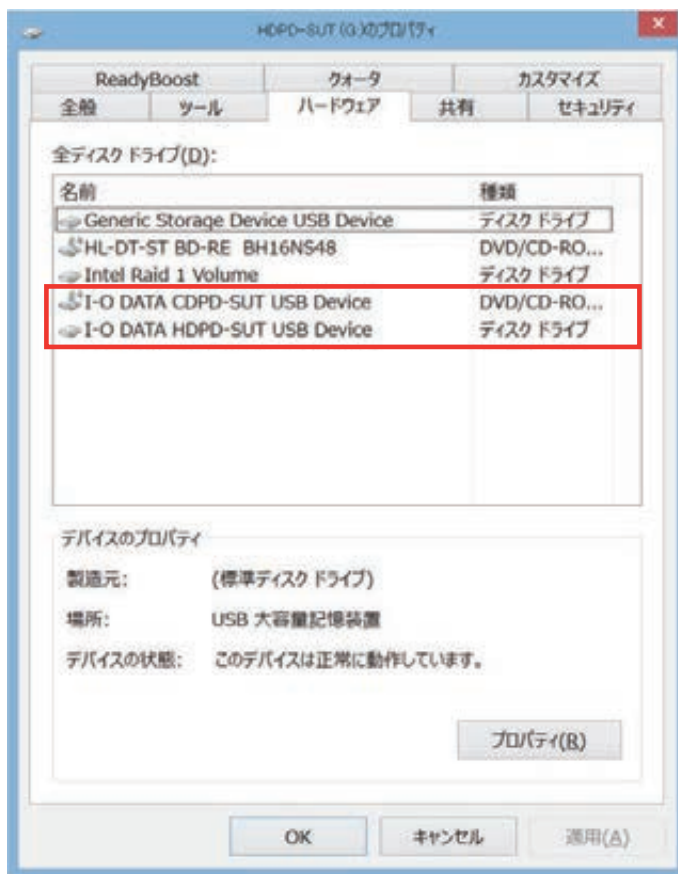 HDPD-SUT (G:)のプロパティ
ReadyBoost クォータ カスタマイズ
全般 ツール ハードウェア 共有 セキュリティ
全ディスク ドライブ(D):
名前 種類
Generic Storage Device USB Device ディスク ドライブ
HL-DT-ST BD-RE BH16NS48 DVD/CD-RO...
Intel Raid 1 Volume ディスク ドライブ
I-O DATA CDPD-SUT USB Device DVD/CD-RO...
I-O DATA HDPD-SUT USB Device ディスク ドライブ
デバイスのプロパティ
製造元: (標準ディスク ドライブ)
場所: USB 大容量記憶装置
デバイスの状態: このデバイスは正常に動作しています。
プロパティ(R)
OK キャンセル 適用(A)